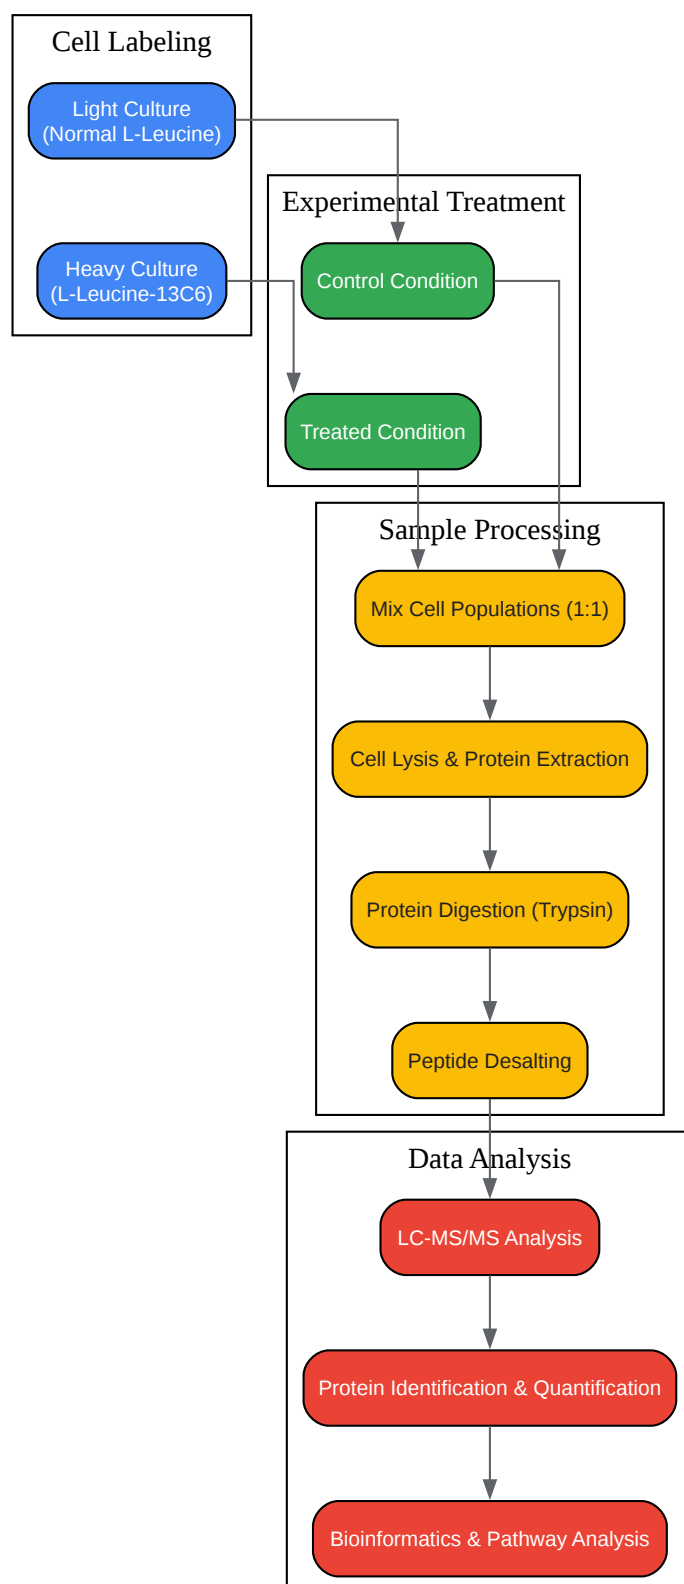 Cell Labeling
Light Culture
(Normal L-Leucine)
Heavy Culture
(L-Leucine-13C6)
Experimental Treatment
Control Condition
Treated Condition
Sample Processing
Mix Cell Populations (1:1)
Cell Lysis & Protein Extraction
Protein Digestion (Trypsin)
Peptide Desalting
Data Analysis
LC-MS/MS Analysis
Protein Identification & Quantification
Bioinformatics & Pathway Analysis